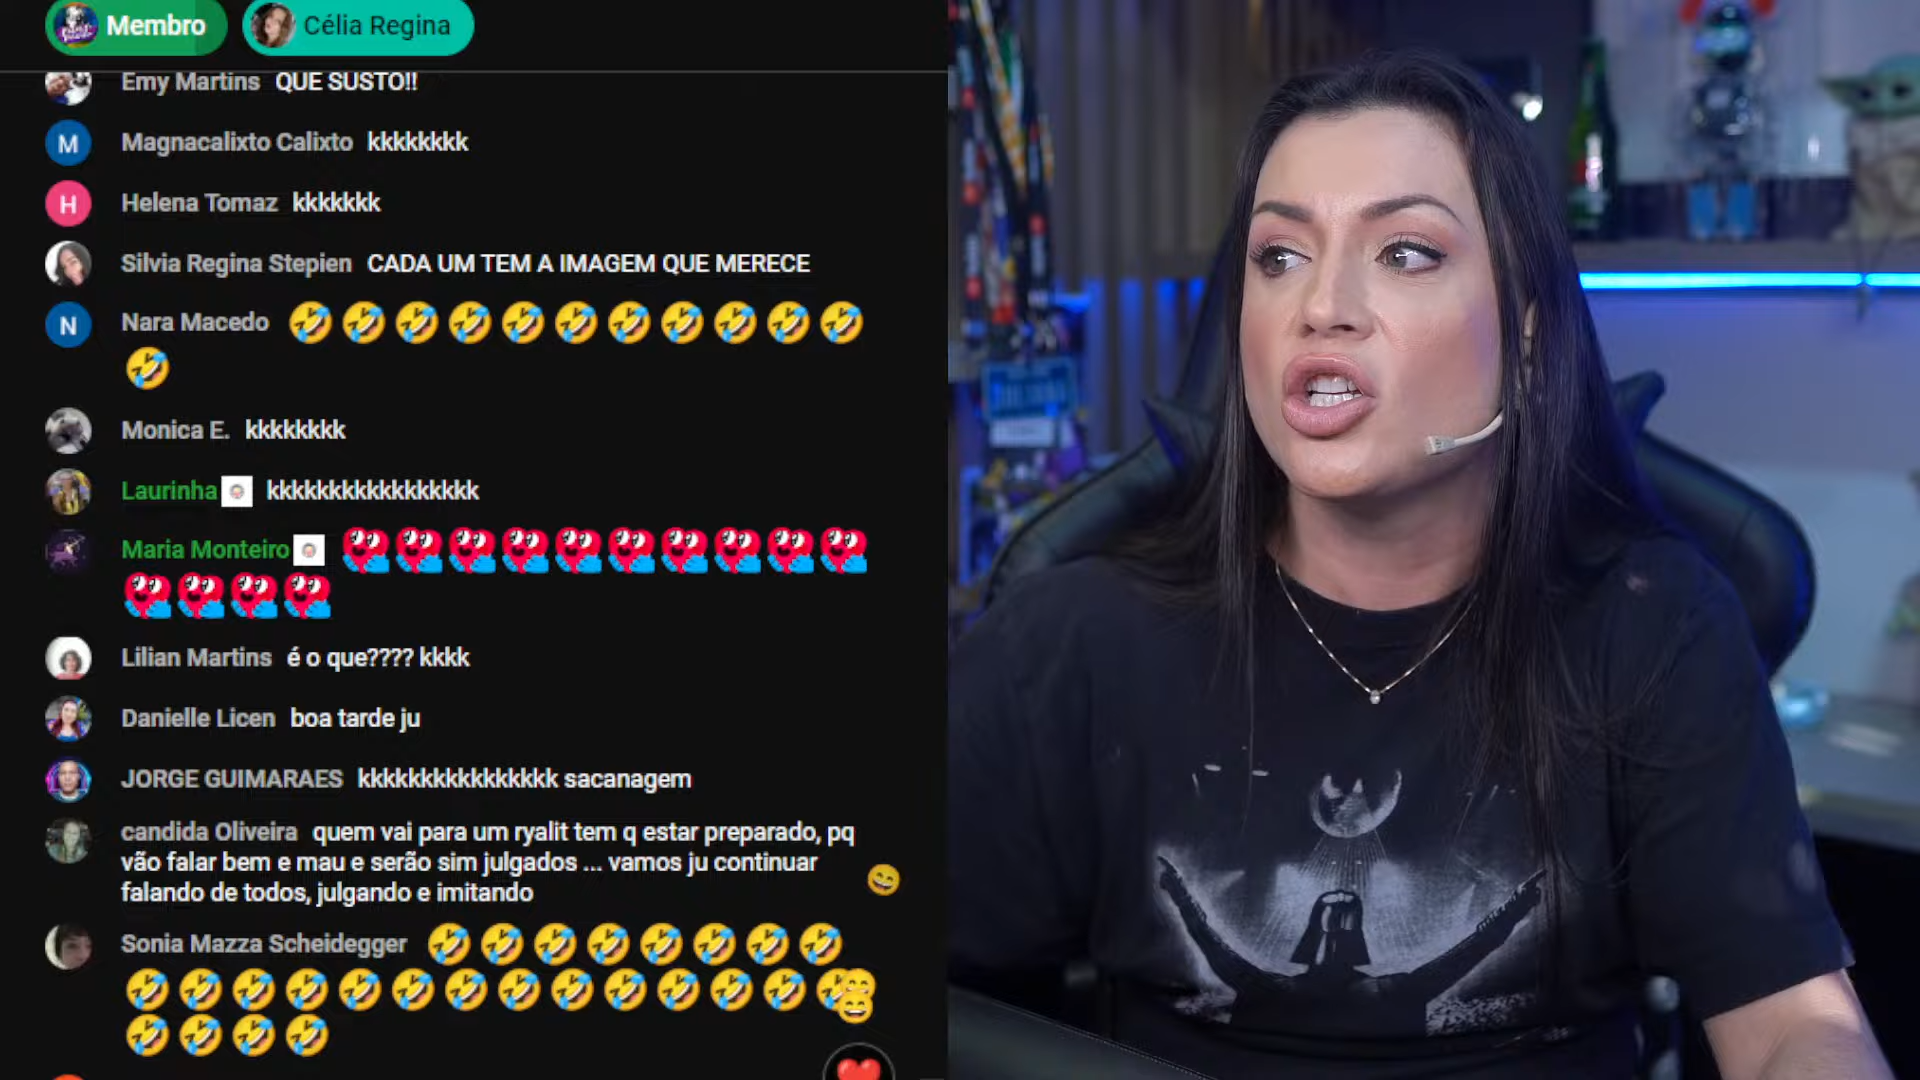 Membro
Célia Regina
Emy Martins QUE SUSTO!!
Magnacalixto Calixto kkkkkkkk
Helena Tomaz kkkkkkk
Silvia Regina Stepien CADA UM TEM A IMAGEM QUE MERECE
Nara Macedo 🤣🤣🤣🤣🤣🤣🤣🤣🤣🤣🤣
🤣
Monica E. kkkkkkkk
Laurinha kkkkkkkkkkkkkkkkk
Maria Monteiro
Lilian Martins é o que???? kkkk
Danielle Licen boa tarde ju
JORGE GUIMARAES kkkkkkkkkkkkkkkk sacanagem
candida Oliveira quem vai para um ryalit tem q estar preparado, pq
vão falar bem e mau e serão sim julgados ... vamos ju continuar
falando de todos, julgando e imitando
Sonia Mazza Scheidegger 🤣🤣🤣🤣🤣🤣🤣🤣
🤣🤣🤣🤣🤣🤣🤣🤣🤣🤣🤣🤣🤣🤣
🤣🤣🤣🤣
M
H
N